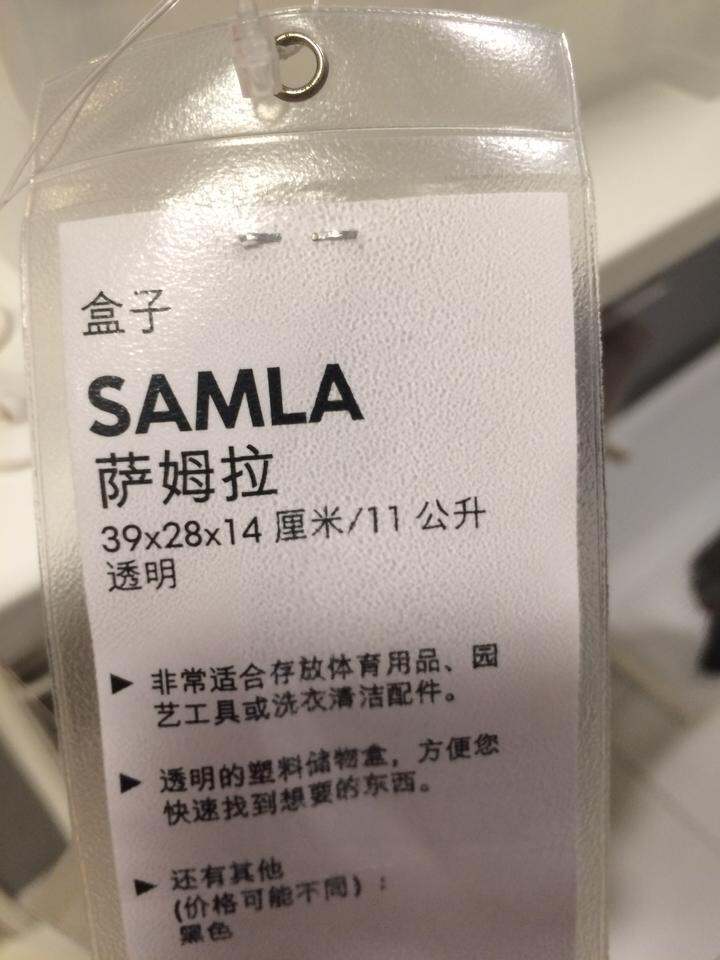 盒子
SAMLA
萨姆拉
39x28x14 厘米/11 公升
透明
▶ 非常适合存放体育用品、园
艺工具或洗衣清洁配件。
▶ 透明的塑料储物盒，方便您
快速找到想要的东西。
▶ 还有其他
(价格可能不同)：
黑色